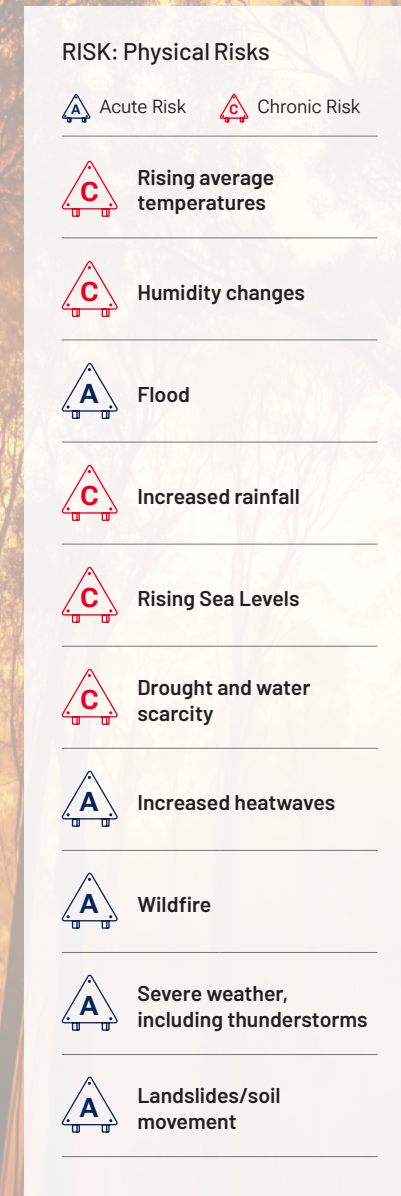 RISK: Physical Risks
A Acute Risk C Chronic Risk
C Rising average
temperatures
C Humidity changes
A Flood
C Increased rainfall
C Rising Sea Levels
C Drought and water
scarcity
A Increased heatwaves
A Wildfire
A Severe weather,
including thunderstorms
A Landslides/soil
movement